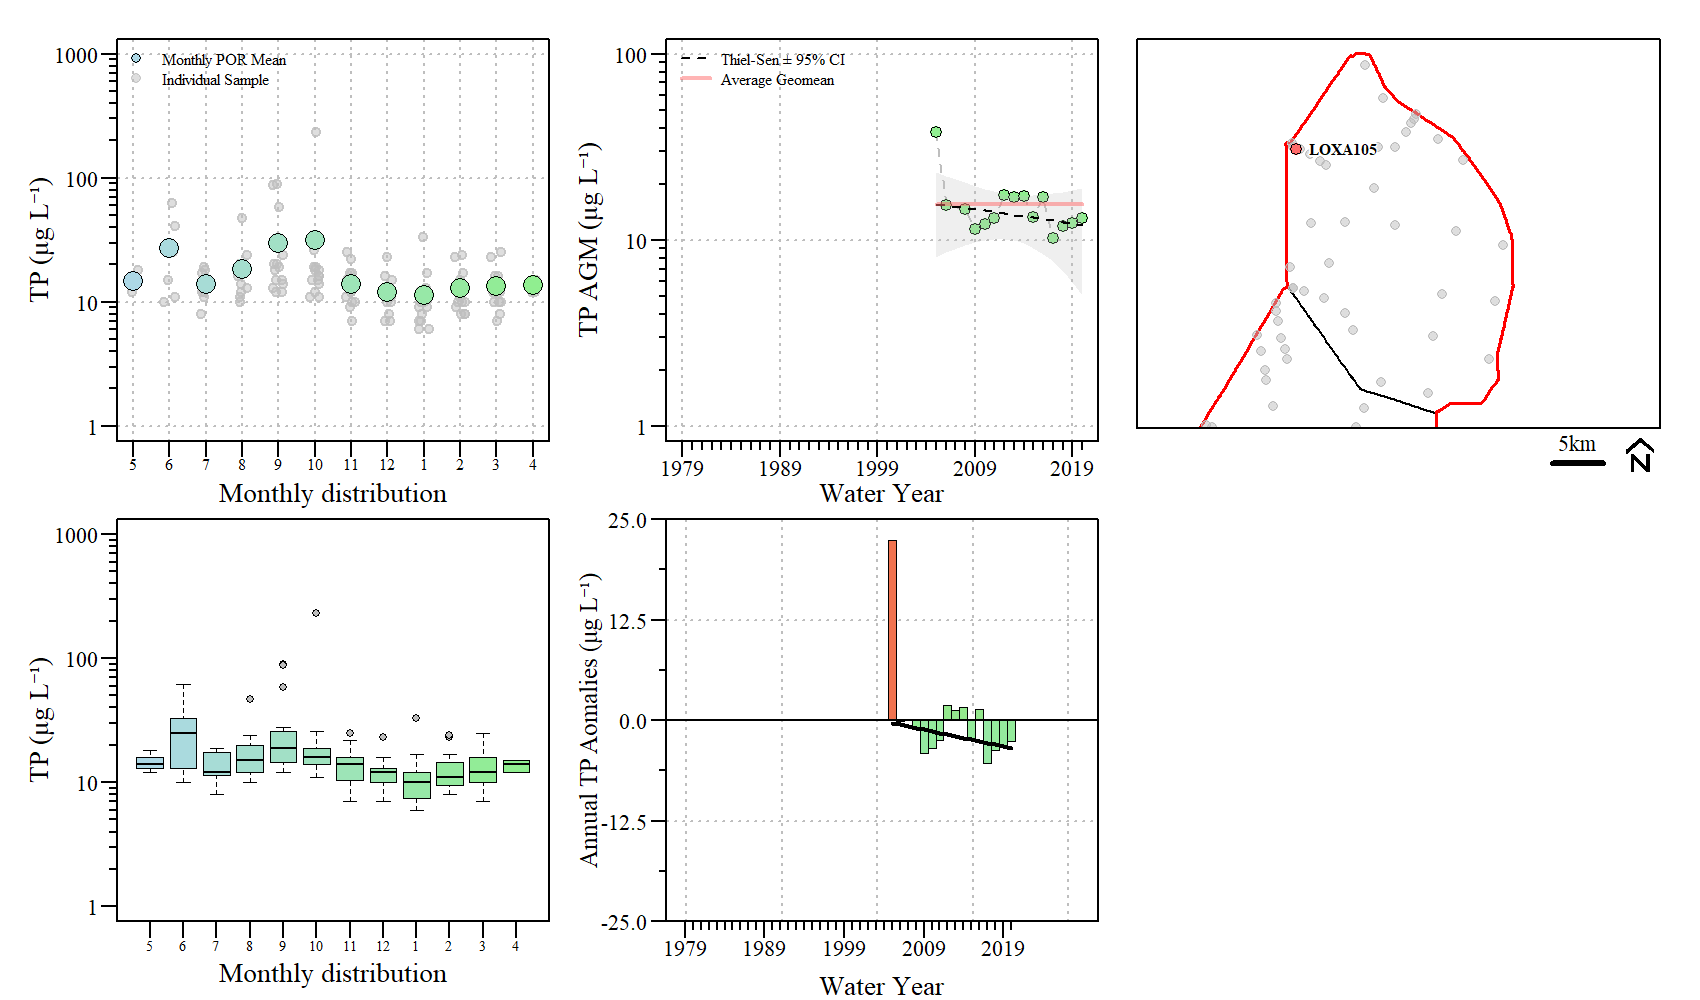 1000
100
10
1
TP (µg L⁻¹)
Monthly POR Mean
Individual Sample
5 6 7 8 9 10 11 12 1 2 3 4
Monthly distribution
100
10
1
TP AGM (µg L⁻¹)
Thiel-Sen ± 95% CI
Average Geomean
1979 1989 1999 2009 2019
Water Year
LOXA105
5km
N
1000
100
10
1
TP (µg L⁻¹)
5 6 7 8 9 10 11 12 1 2 3 4
Monthly distribution
25.0
12.5
0.0
-12.5
-25.0
Annual TP Aomalies (µg L⁻¹)
1979 1989 1999 2009 2019
Water Year